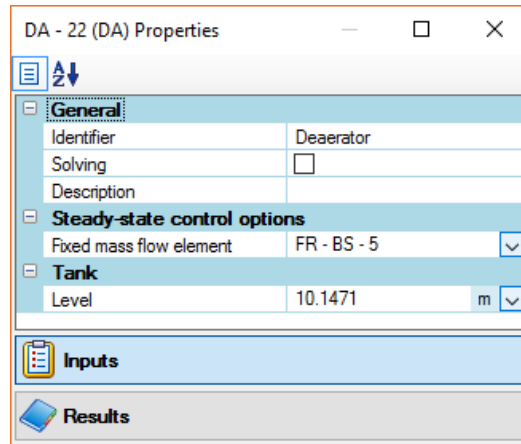 DA - 22 (DA) Properties
General
Identifier Deaerator
Solving
Description
Steady-state control options
Fixed mass flow element FR - BS - 5
Tank
Level 10.1471 m
Inputs
Results